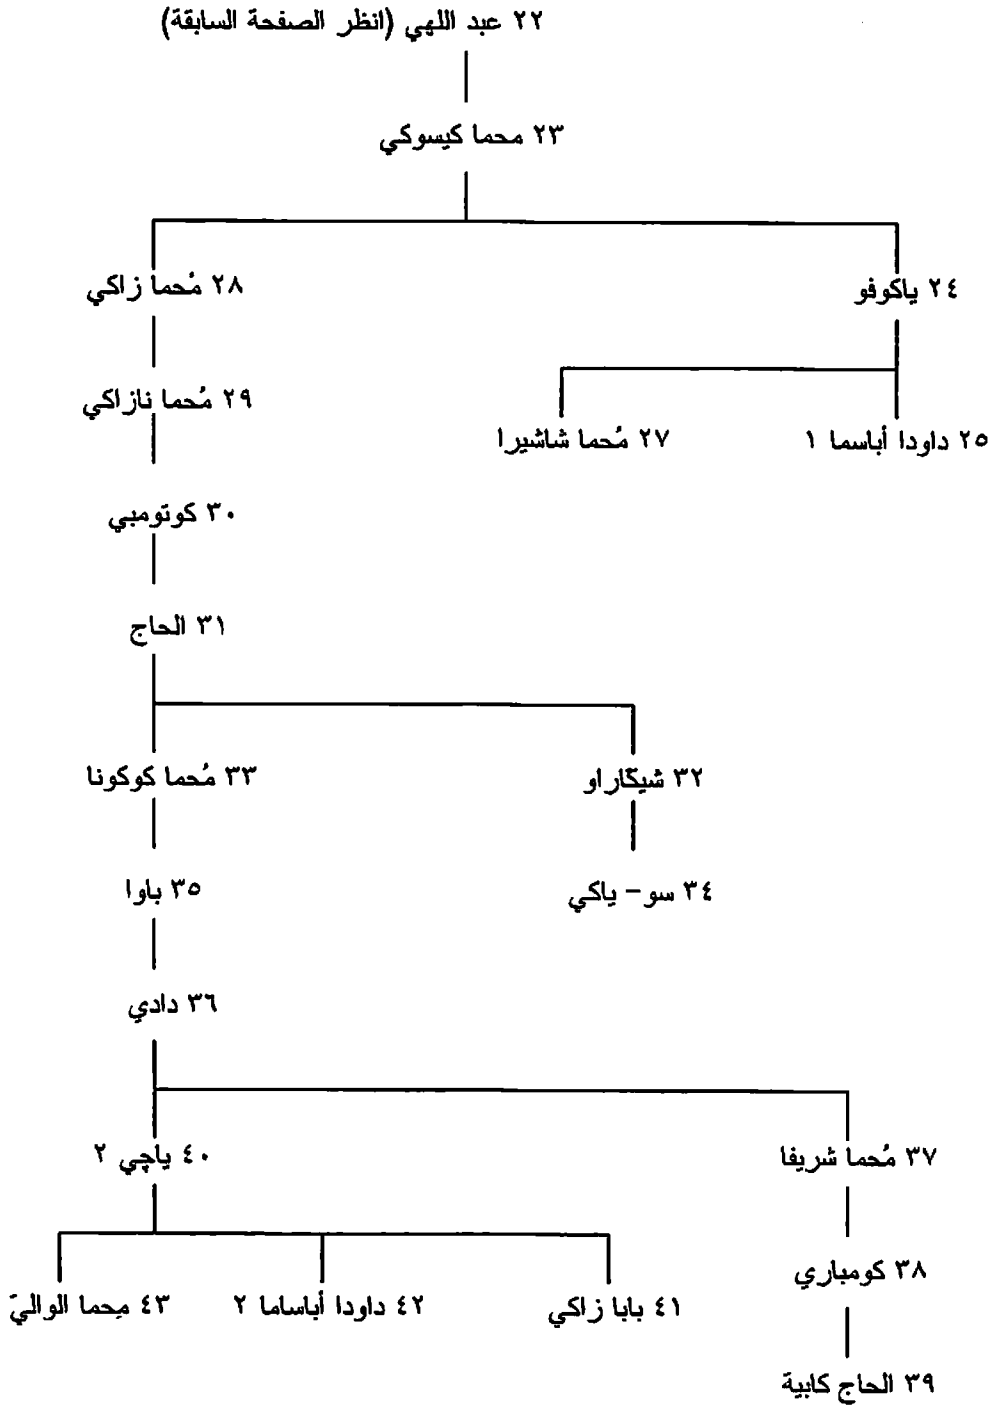 ٢٢ عبد اللهي (انظر الصفحة السابقة)
٢٣ محما كيسوكي
٢٤ ياكوفو
٢٨ مُحما زاكي
٢٥ داودا أباسما ١
٢٧ مُحما شاشيرا
٢٩ مُحما نازاكي
٣٠ كوتومبي
٣١ الحاج
٣٢ شيكاراو
٣٣ مُحما كوكونا
٣٤ سو- ياكي
٣٥ باوا
٣٦ دادي
٣٧ مُحما شريفا
٤٠ ياچي ٢
٣٨ كومباري
٤١ بابا زاكي
٤٢ داودا أباساما ٢
٤٣ مِحما الواليّ
٣٩ الحاج كابية